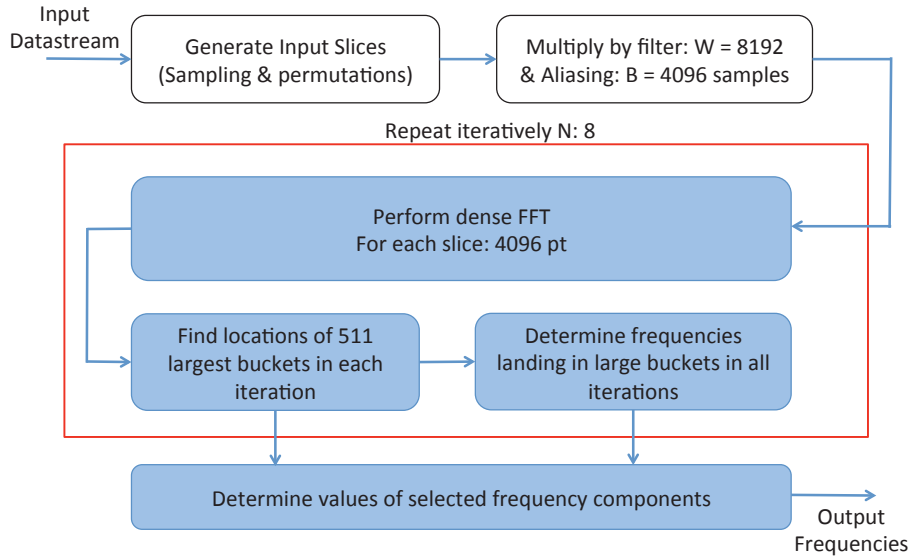 Input
Datastream
Generate Input Slices
(Sampling & permutations)
Multiply by filter: W = 8192
& Aliasing: B = 4096 samples
Repeat iteratively N: 8
Perform dense FFT
For each slice: 4096 pt
Find locations of 511
largest buckets in each
iteration
Determine frequencies
landing in large buckets in all
iterations
Determine values of selected frequency components
Output
Frequencies